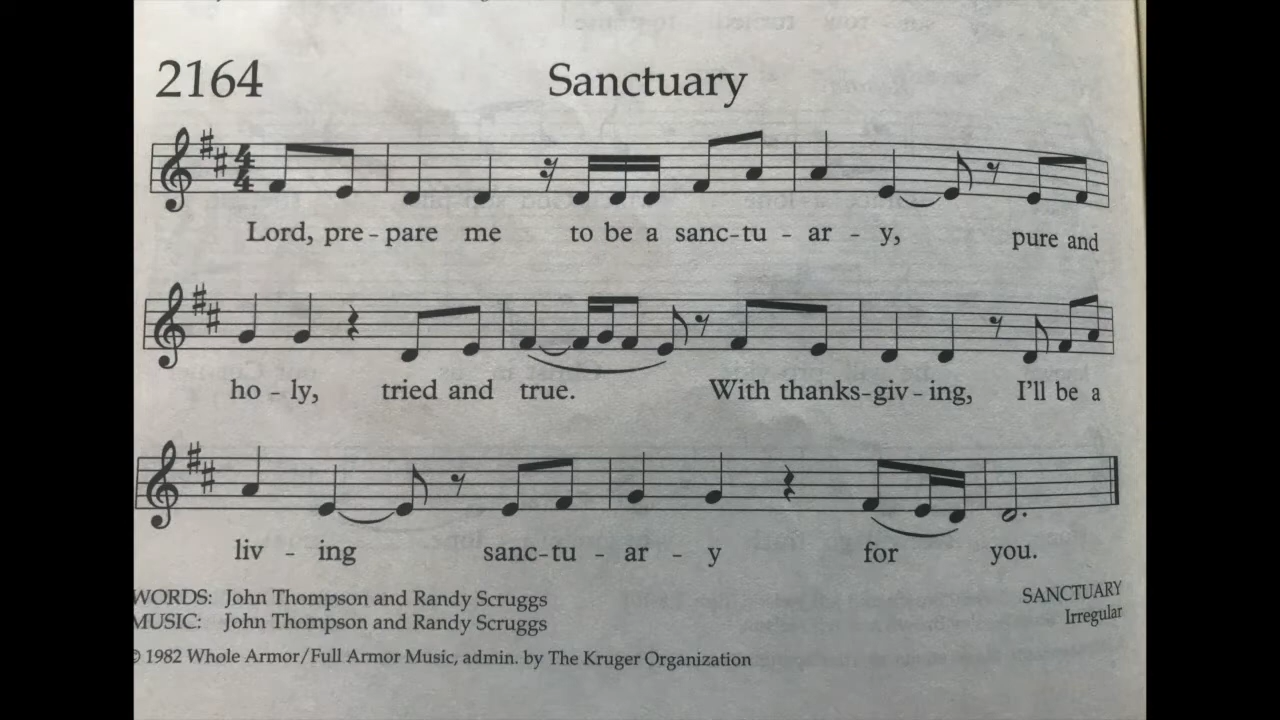 2164 Sanctuary
Lord, pre - pare me to be a sanc - tu - ar - y, pure and
ho - ly, tried and true. With thanks - giv - ing, I'll be a
liv - ing sanc - tu - ar - y for you.
WORDS: John Thompson and Randy Scruggs
MUSIC: John Thompson and Randy Scruggs
SANCTUARY
Irregular
© 1982 Whole Armor/Full Armor Music, admin. by The Kruger Organization